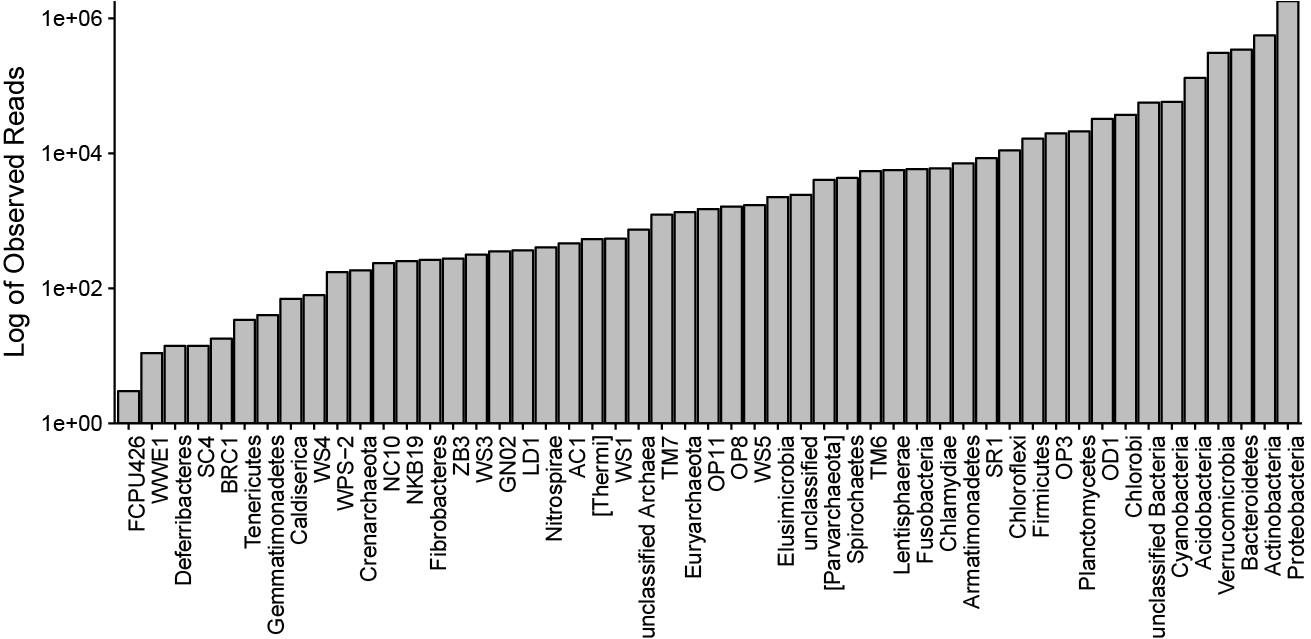 Log of Observed Reads
1e+06
1e+04
1e+02
1e+00
FCPU426
WWE1
Deferribacteres
SC4
BRC1
Tenericutes
Gemmatimonadetes
Caldiserica
WS4
WPS−2
Crenarchaeota
NC10
NKB19
Fibrobacteres
ZB3
WS3
GN02
LD1
Nitrospirae
AC1
[Thermi]
WS1
unclassified Archaea
TM7
Euryarchaeota
OP11
OP8
WS5
Elusimicrobia
unclassified
[Parvarchaeota]
Spirochaetes
TM6
Lentisphaerae
Fusobacteria
Chlamydiae
Armatimonadetes
SR1
Chloroflexi
Firmicutes
OP3
Planctomycetes
OD1
Chlorobi
unclassified Bacteria
Cyanobacteria
Acidobacteria
Verrucomicrobia
Bacteroidetes
Actinobacteria
Proteobacteria